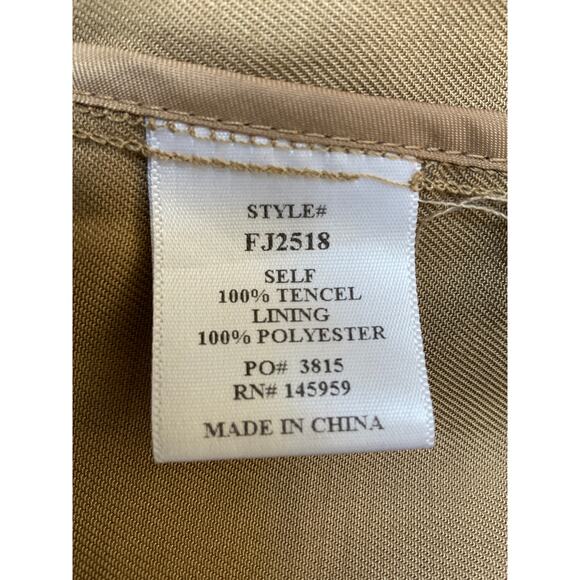 STYLE#
FJ2518
SELF
100% TENCEL
LINING
100% POLYESTER
PO# 3815
RN# 145959
MADE IN CHINA